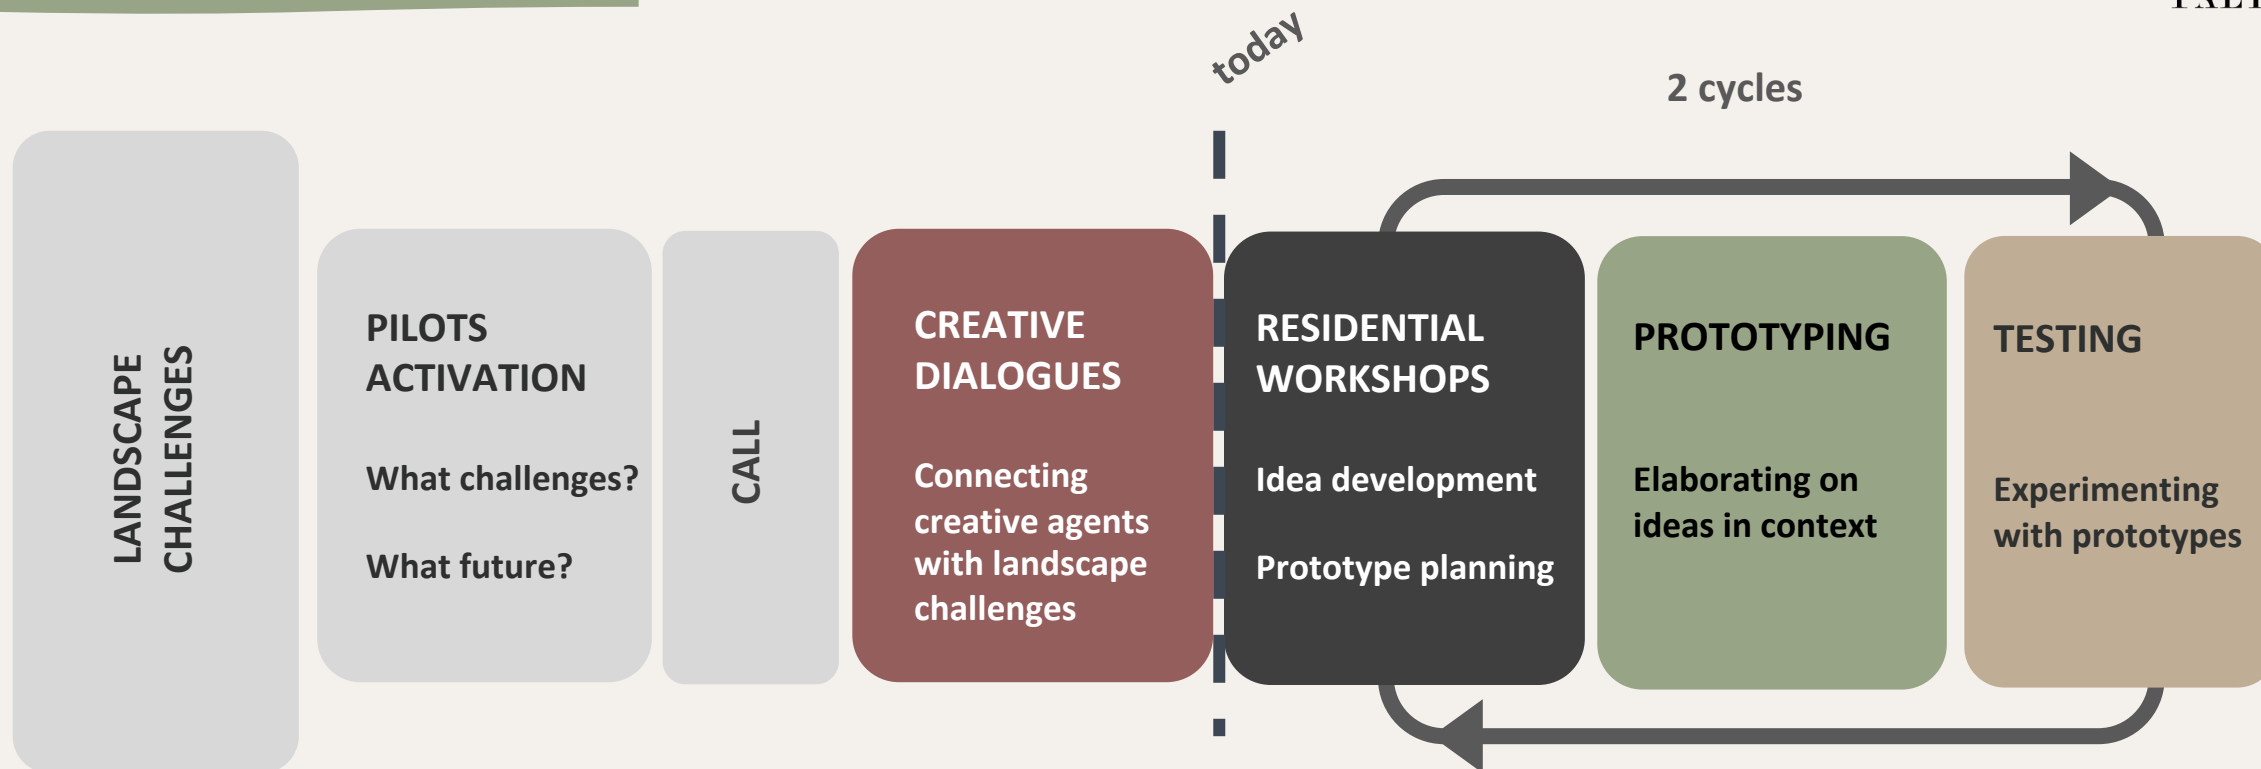 today
2 cycles
LANDSCAPE
CHALLENGES
PILOTS
ACTIVATION
What challenges?
What future?
CALL
CREATIVE
DIALOGUES
Connecting
creative agents
with landscape
challenges
RESIDENTIAL
WORKSHOPS
Idea development
Prototype planning
PROTOTYPING
Elaborating on
ideas in context
TESTING
Experimenting
with prototypes